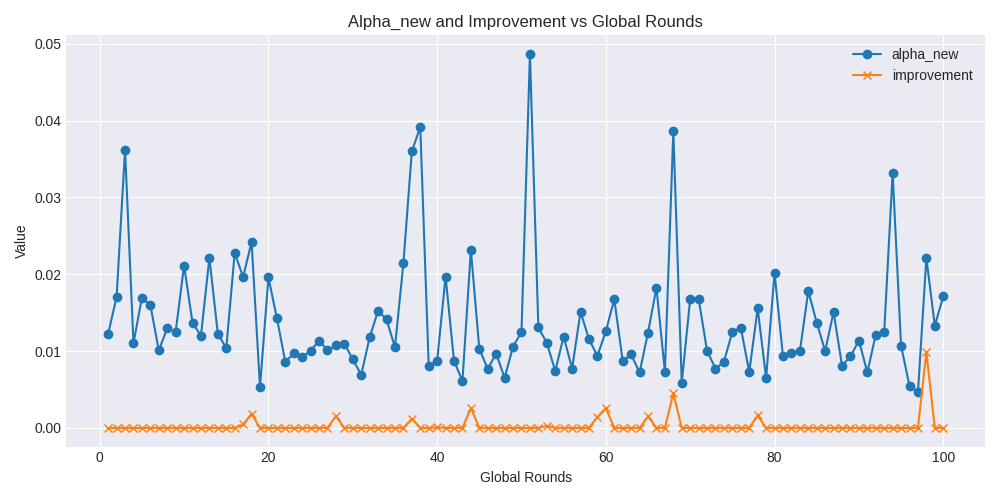 Alpha_new and Improvement vs Global Rounds
alpha_new
improvement
Value
0.05
0.04
0.03
0.02
0.01
0.00
0 20 40 60 80 100
Global Rounds